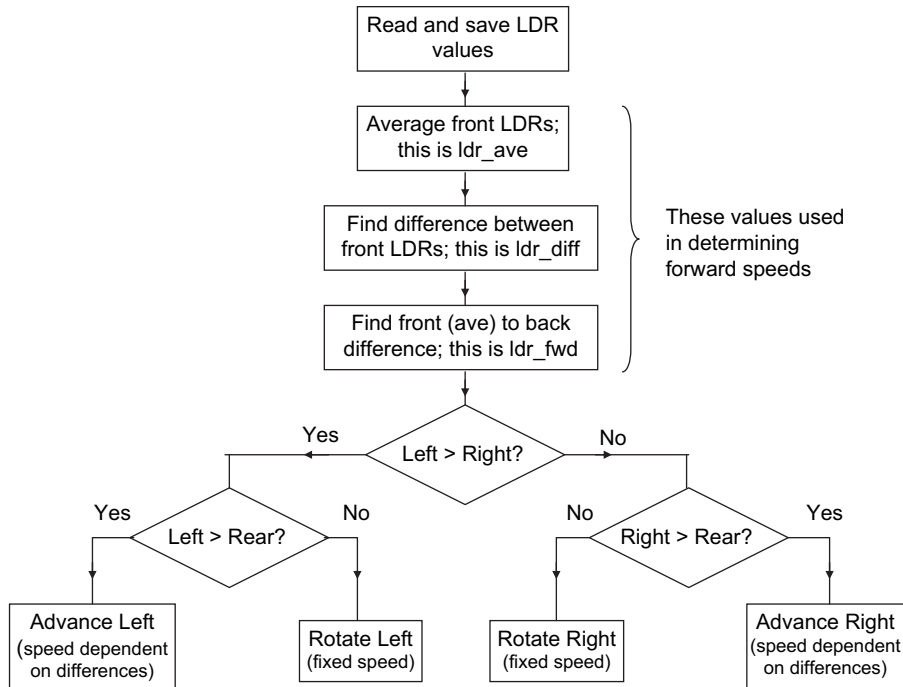 Read and save LDR
values
Average front LDRs;
this is ldr_ave
Find difference between
front LDRs; this is ldr_diff
Find front (ave) to back
difference; this is ldr_fwd
These values used
in determining
forward speeds
Left > Right?
Yes
No
Left > Rear?
Yes
No
Right > Rear?
No
Yes
Advance Left
(speed dependent
on differences)
Rotate Left
(fixed speed)
Rotate Right
(fixed speed)
Advance Right
(speed dependent
on differences)